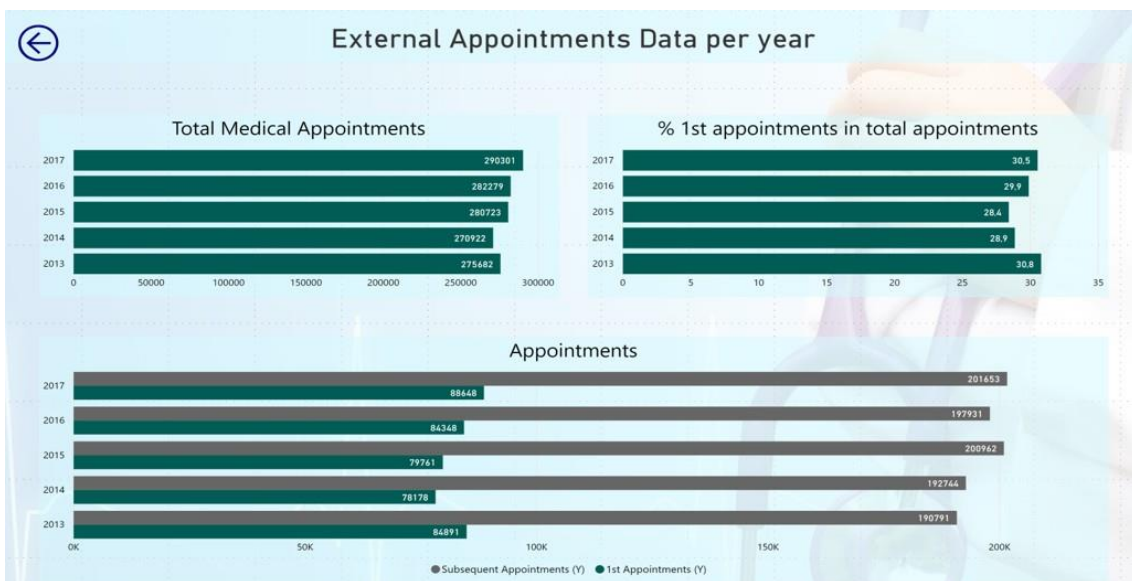 External Appointments Data per year
Total Medical Appointments
2017 290301
2016 282279
2015 280723
2014 270922
2013 275682
0 50000 100000 150000 200000 250000 300000
% 1st appointments in total appointments
2017 30,5
2016 29,9
2015 28,4
2014 28,9
2013 30,8
0 5 10 15 20 25 30 35
Appointments
2017 201653
88648
2016 197931
84348
2015 200962
79761
2014 192744
78178
2013 190791
84891
0K 50K 100K 150K 200K
Subsequent Appointments (Y) 1st Appointments (Y)